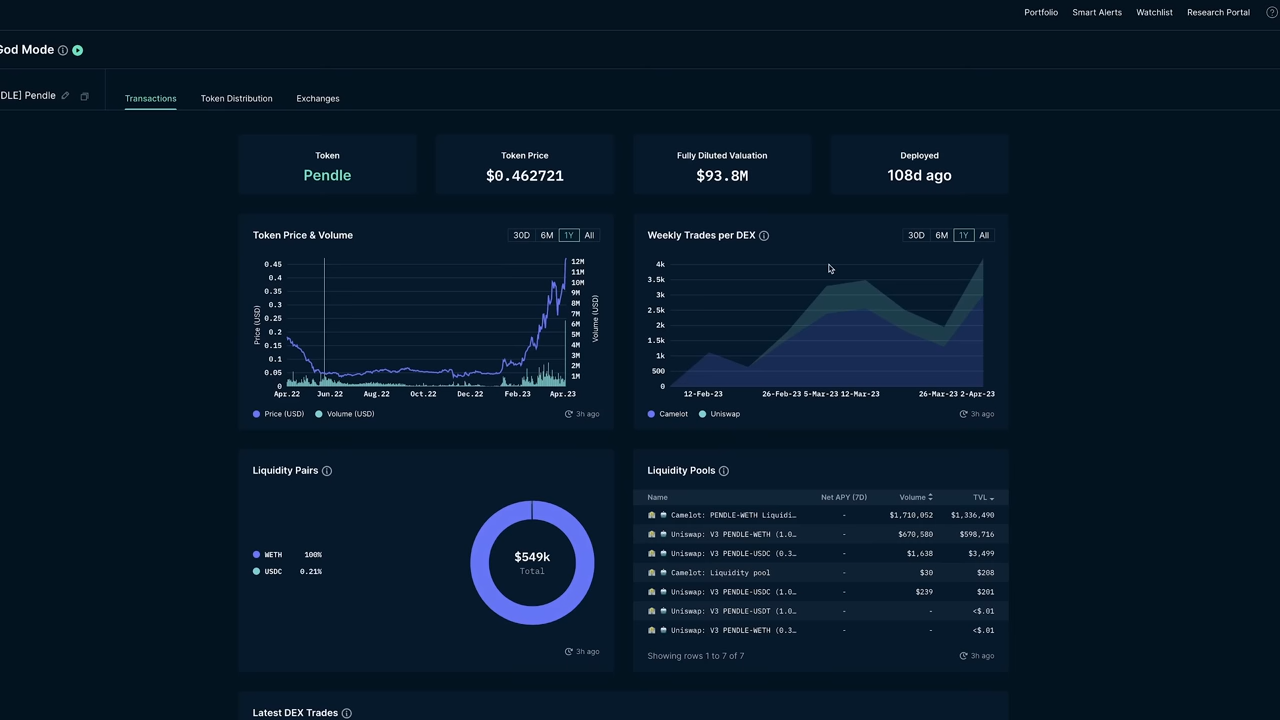 Portfolio Smart Alerts Watchlist Research Portal ?
God Mode
DLE] Pendle
Transactions Token Distribution Exchanges
Token
Pendle
Token Price
$0.462721
Fully Diluted Valuation
$93.8M
Deployed
108d ago
Token Price & Volume
30D 6M 1Y All
0.45
0.4
0.35
0.3
0.25
0.2
0.15
0.1
0.05
0
Price (USD)
12M
11M
10M
9M
8M
7M
6M
5M
4M
3M
2M
1M
Volume (USD)
Apr.22 Jun.22 Aug.22 Oct.22 Dec.22 Feb.23 Apr.23
Price (USD) Volume (USD)
3h ago
Weekly Trades per DEX
30D 6M 1Y All
4k
3.5k
3k
2.5k
2k
1.5k
1k
500
0
12-Feb-23 26-Feb-23 5-Mar-23 12-Mar-23 26-Mar-23 2-Apr-23
Camelot Uniswap
3h ago
Liquidity Pairs
WETH 100%
USDC 0.21%
$549k
Total
3h ago
Liquidity Pools
Name Net APY (7D) Volume TVL
Camelot: PENDLE-WETH Liquidi… - $1,710,052 $1,336,490
Uniswap: V3 PENDLE-WETH (1.0… - $670,580 $598,716
Uniswap: V3 PENDLE-USDC (0.3… - $1,638 $3,499
Camelot: Liquidity pool - $30 $208
Uniswap: V3 PENDLE-USDC (1.0… - $239 $201
Uniswap: V3 PENDLE-USDT (1.0… - - <$.01
Uniswap: V3 PENDLE-WETH (0.3… - - <$.01
Showing rows 1 to 7 of 7
3h ago
Latest DEX Trades